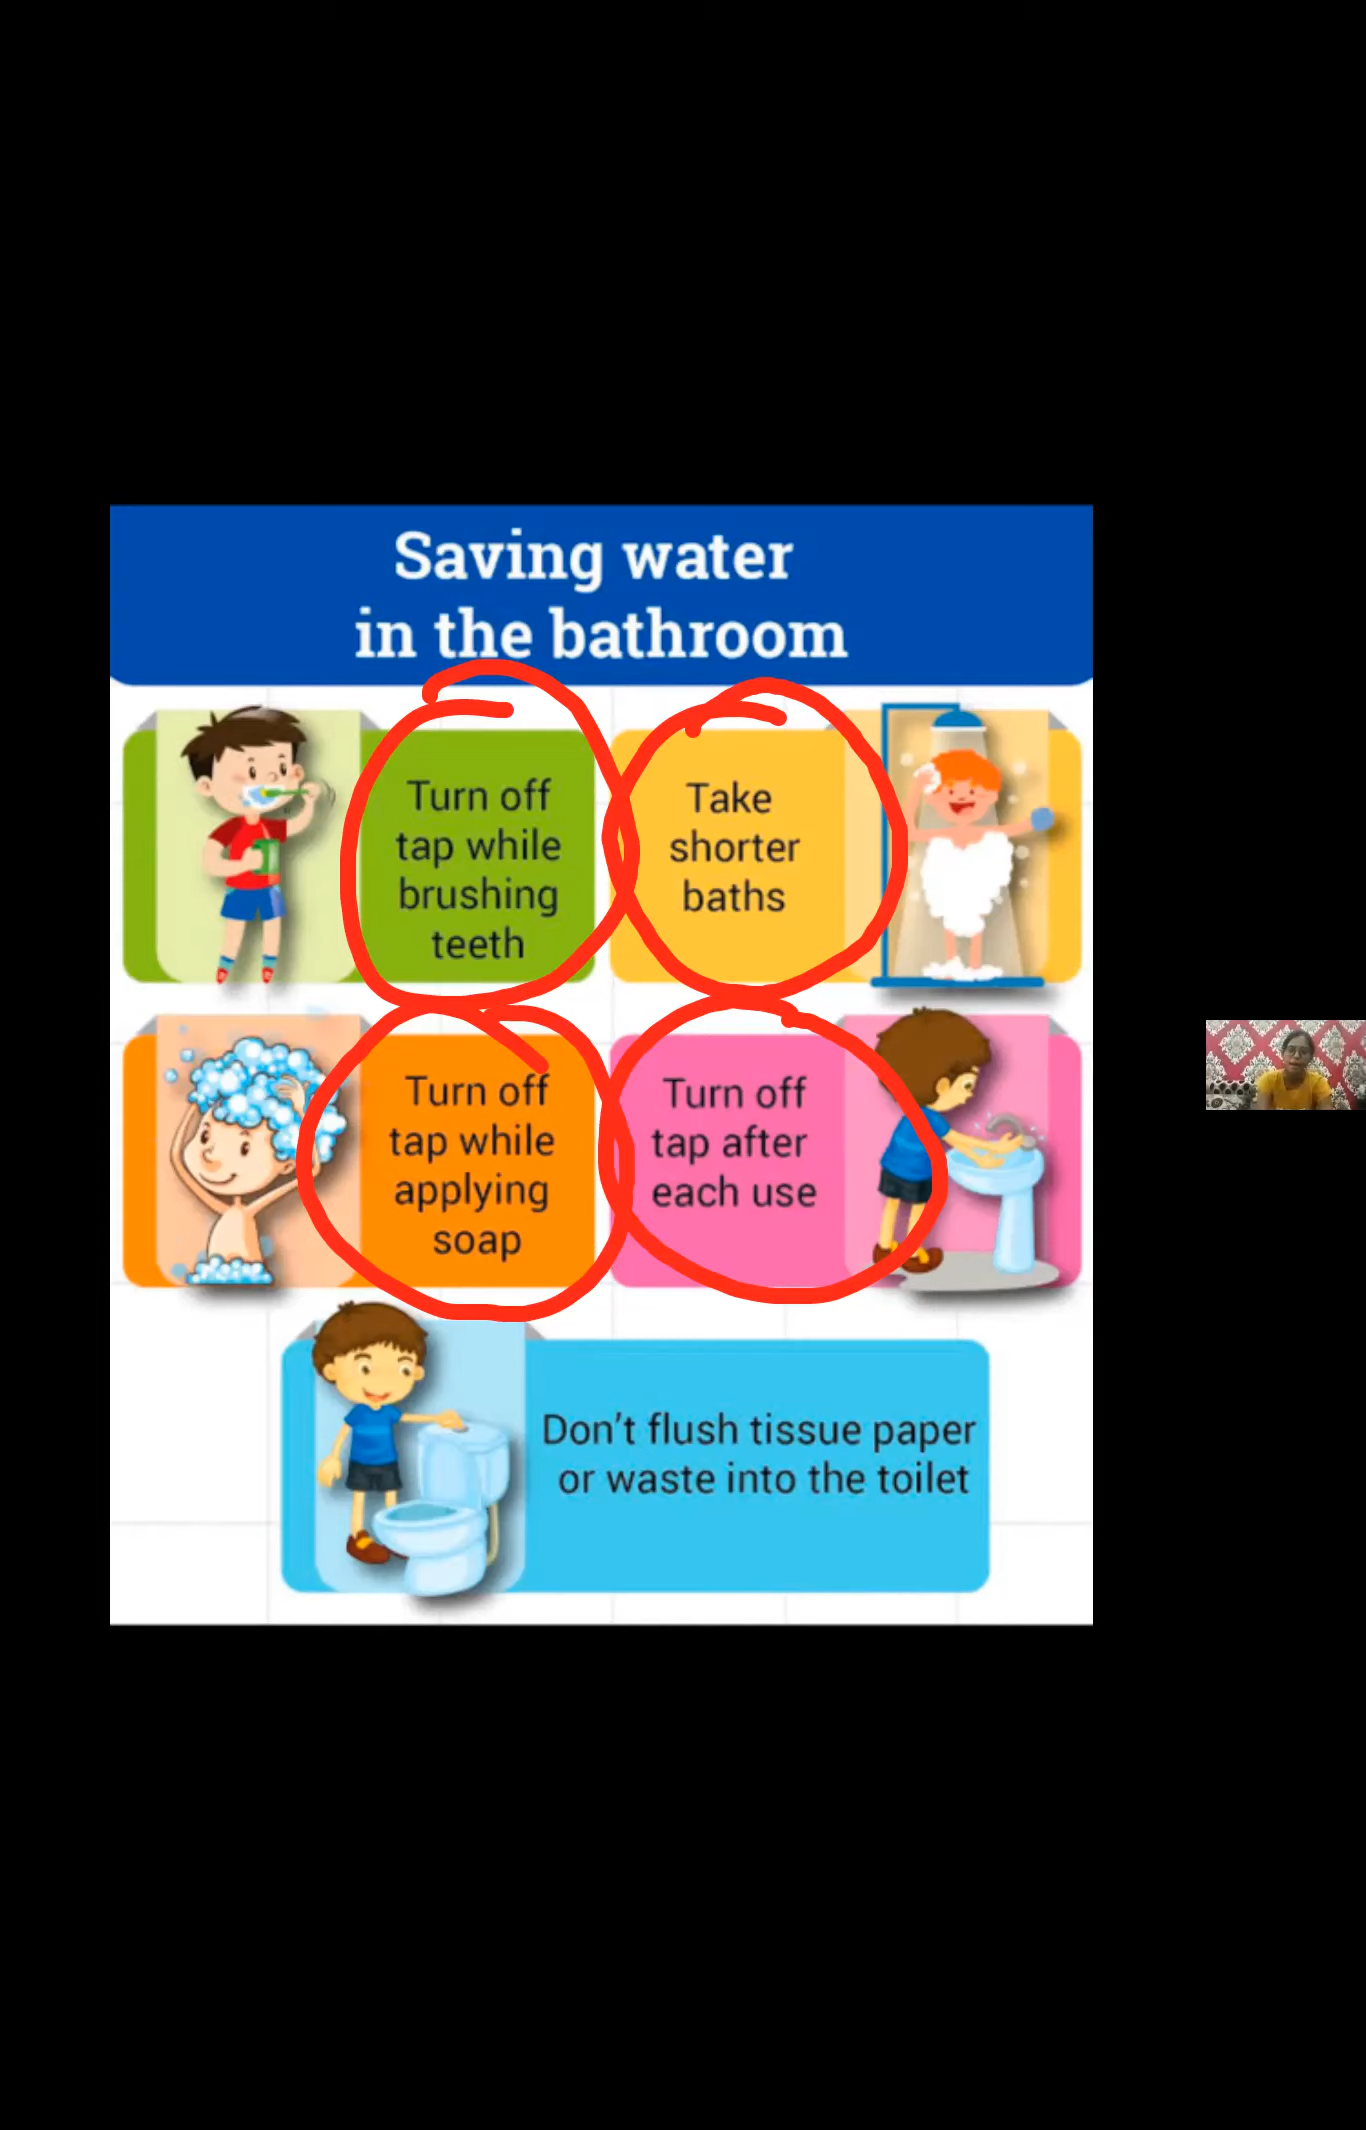 Saving water
in the bathroom
Turn off
tap while
brushing
teeth
Take
shorter
baths
Turn off
tap while
applying
soap
Turn off
tap after
each use
Don't flush tissue paper
or waste into the toilet